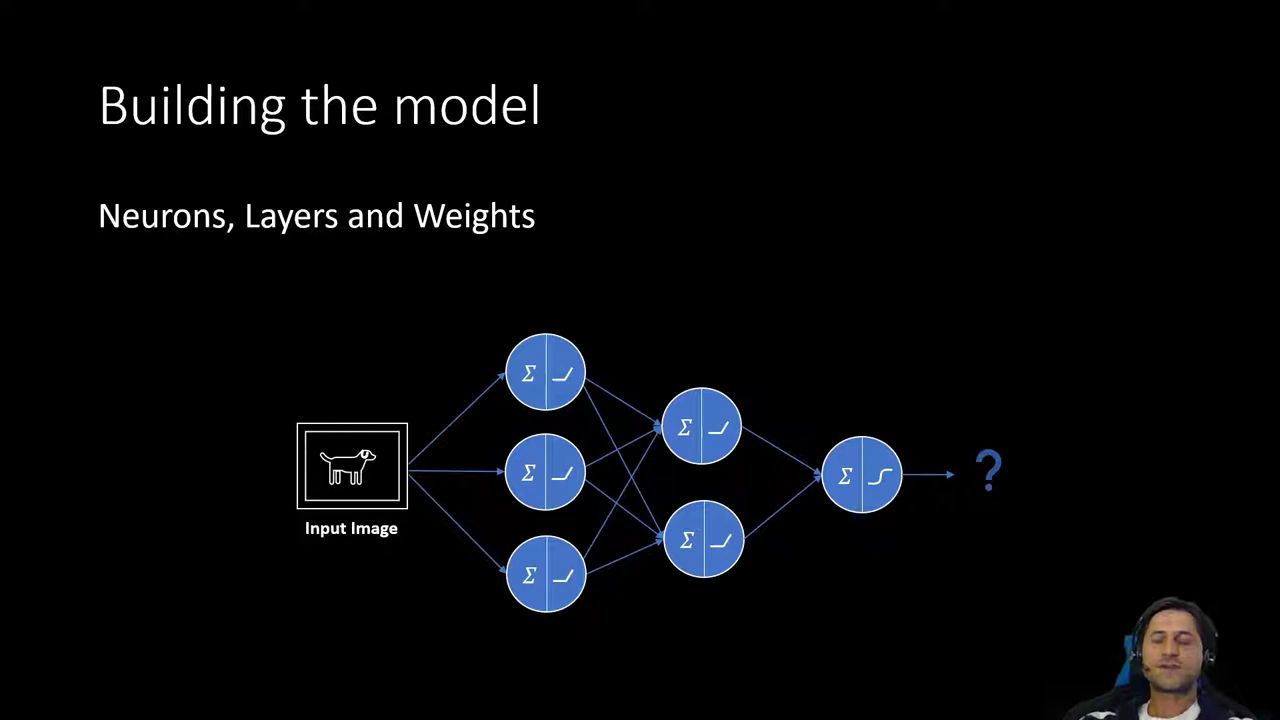 Building the model
Neurons, Layers and Weights
Σ
Σ
Σ
Σ
Σ
Σ
?
Input Image